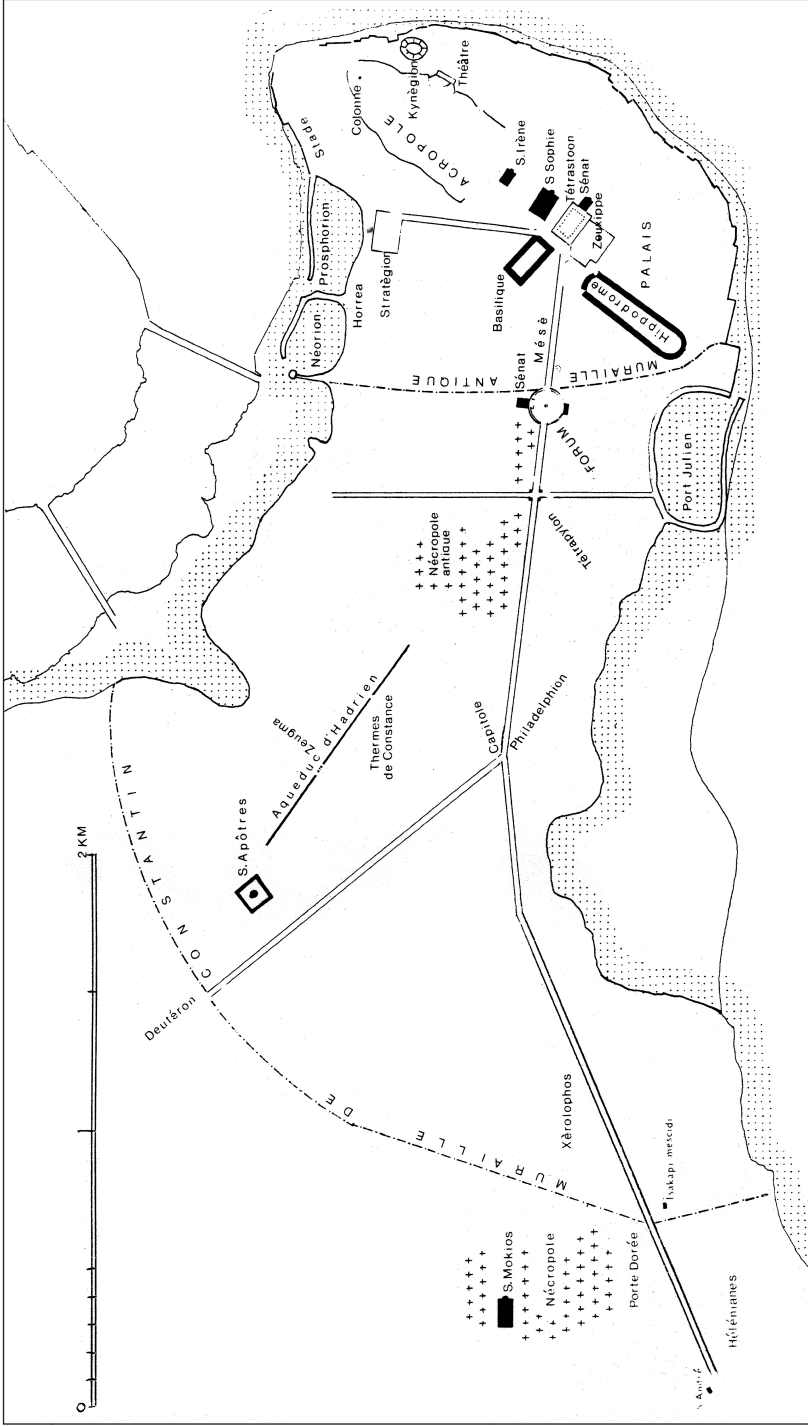 0
2 KM
Stade
Colonne
Kynègion
Théâtre
ACROPOLE
Prosphorion
Néorion
Horrea
Stratègion
S. Irène
S Sophie
Tétrastoon
Sénat
Zeuxippe
Basilique
Hippodrome
PALAIS
Mésè
MURAILLE
ANTIQUE
Sénat
FORUM
Port Julien
Tétrapylon
Nécropole
antique
Aqueduc d'Hadrien
Zeugma
Thermes
de Constance
Capitole
Philadelphion
S. Apôtres
Deutéron
MURAILLE DE CONSTANTIN
Xèrolophos
Isakapı mescidi
S. Mokios
Nécropole
Porte Dorée
Hélénianes
André